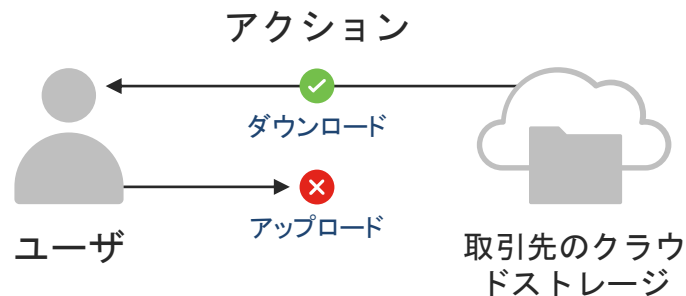 アクション
ダウンロード
アップロード
ユーザ
取引先のクラウ
ドストレージ